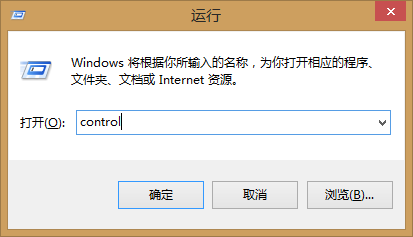 运行
Windows 将根据你所输入的名称，为你打开相应的程序、
文件夹、文档或 Internet 资源。
打开(O): control
确定 取消 浏览(B)...